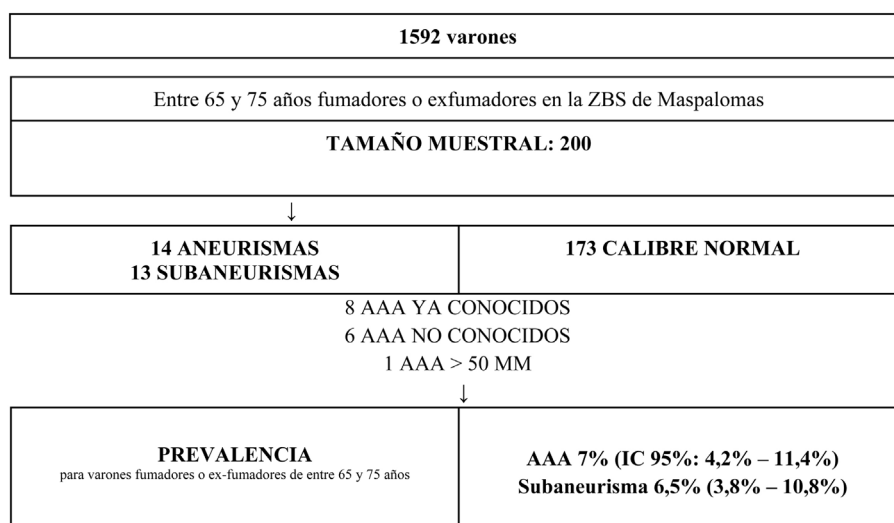 1592 varones
Entre 65 y 75 años fumadores o exfumadores en la ZBS de Maspalomas
TAMAÑO MUESTRAL: 200
↓
14 ANEURISMAS
13 SUBANEURISMAS
173 CALIBRE NORMAL
8 AAA YA CONOCIDOS
6 AAA NO CONOCIDOS
1 AAA > 50 MM
↓
PREVALENCIA
para varones fumadores o ex-fumadores de entre 65 y 75 años
AAA 7% (IC 95%: 4,2% – 11,4%)
Subaneurisma 6,5% (3,8% – 10,8%)